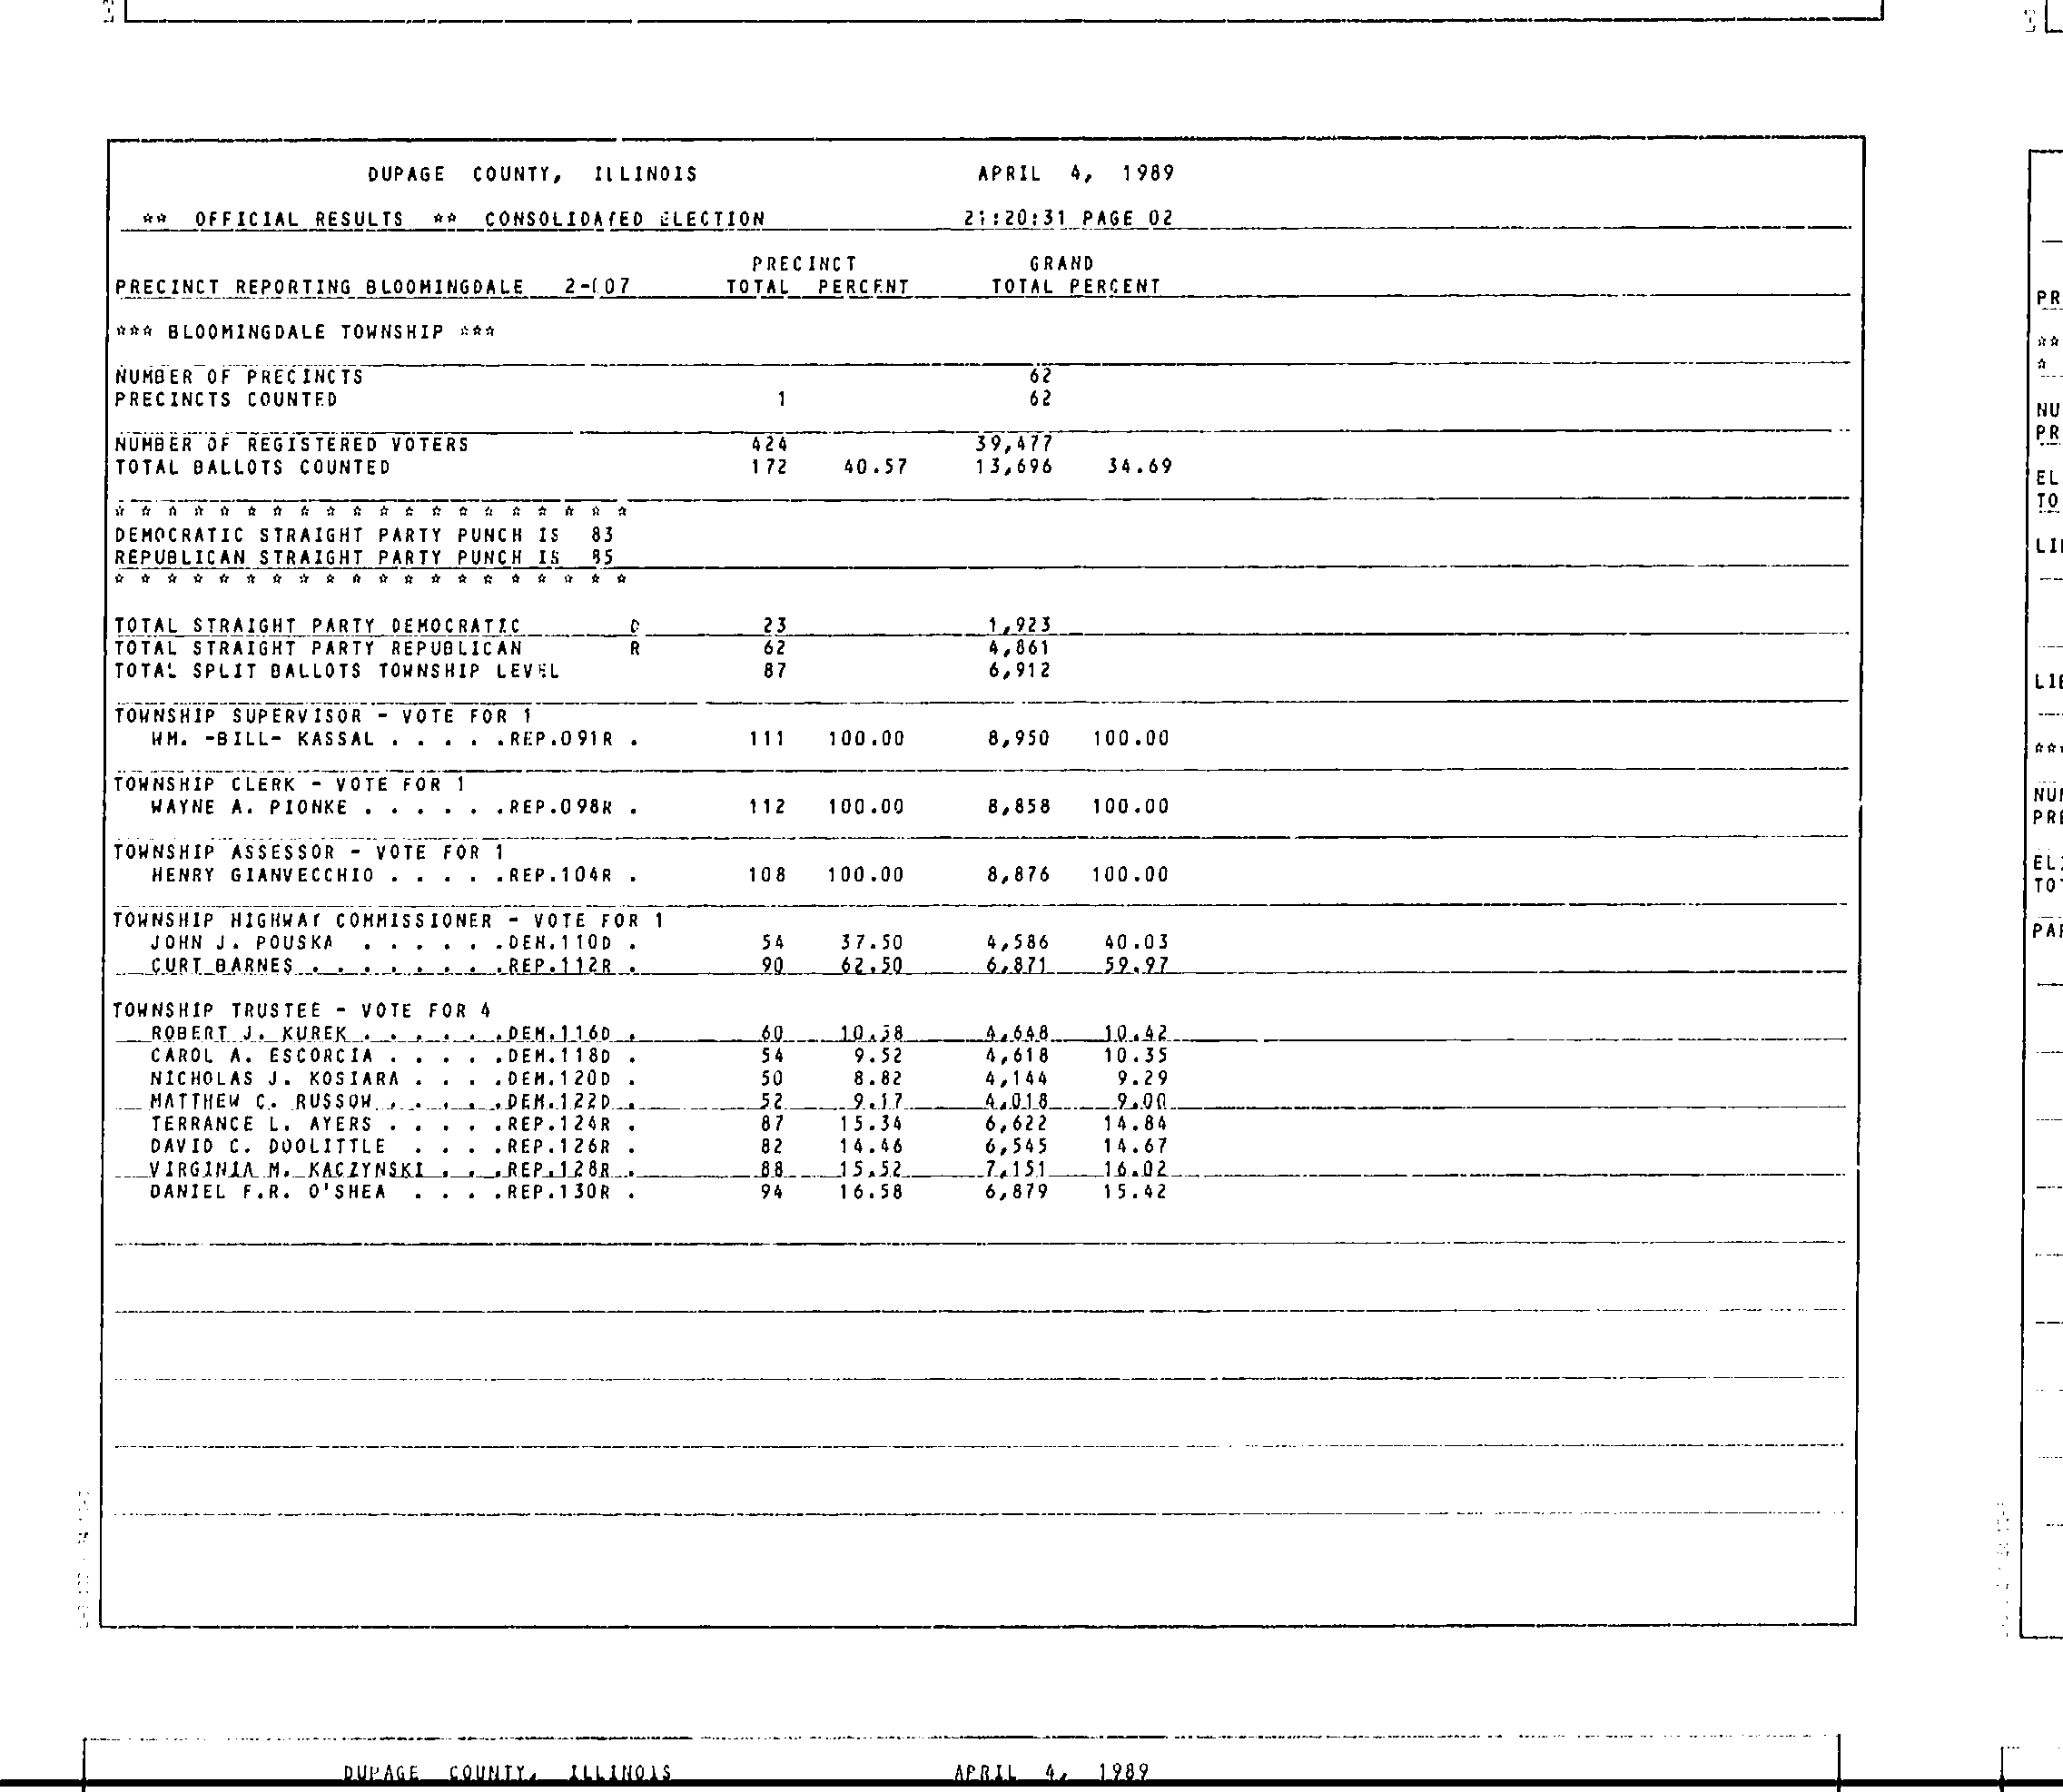 DUPAGE COUNTY, ILLINOIS APRIL 4, 1989
** OFFICIAL RESULTS ** CONSOLIDATED ELECTION 21:20:31 PAGE 02
PRECINCT GRAND
PRECINCT REPORTING BLOOMINGDALE 2-007 TOTAL PERCENT TOTAL PERCENT
*** BLOOMINGDALE TOWNSHIP ***
NUMBER OF PRECINCTS 62
PRECINCTS COUNTED 1 62
NUMBER OF REGISTERED VOTERS 424 39,477
TOTAL BALLOTS COUNTED 172 40.57 13,696 34.69
* * * * * * * * * * * * * * * * * * * *
DEMOCRATIC STRAIGHT PARTY PUNCH IS 83
REPUBLICAN STRAIGHT PARTY PUNCH IS 85
* * * * * * * * * * * * * * * * * * * *
TOTAL STRAIGHT PARTY DEMOCRATIC D 23 1,923
TOTAL STRAIGHT PARTY REPUBLICAN R 62 4,861
TOTAL SPLIT BALLOTS TOWNSHIP LEVEL 87 6,912
TOWNSHIP SUPERVISOR - VOTE FOR 1
WM. -BILL- KASSAL . . . . .REP.091R . 111 100.00 8,950 100.00
TOWNSHIP CLERK - VOTE FOR 1
WAYNE A. PIONKE . . . . . .REP.098R . 112 100.00 8,858 100.00
TOWNSHIP ASSESSOR - VOTE FOR 1
HENRY GIANVECCHIO . . . . .REP.104R . 108 100.00 8,876 100.00
TOWNSHIP HIGHWAY COMMISSIONER - VOTE FOR 1
JOHN J. POUSKA . . . . . .DEM.110D . 54 37.50 4,586 40.03
CURT BARNES . . . . . . . .REP.112R . 90 62.50 6,871 59.97
TOWNSHIP TRUSTEE - VOTE FOR 4
ROBERT J. KUREK . . . . . .DEM.116D . 60 10.58 4,648 10.42
CAROL A. ESCORCIA . . . . .DEM.118D . 54 9.52 4,618 10.35
NICHOLAS J. KOSIARA . . . .DEM.120D . 50 8.82 4,144 9.29
MATTHEW C. RUSSOW . . . . .DEM.122D . 52 9.17 4,018 9.00
TERRANCE L. AYERS . . . . .REP.124R . 87 15.34 6,622 14.84
DAVID C. DOOLITTLE . . . .REP.126R . 82 14.46 6,545 14.67
VIRGINIA M. KACZYNSKI . . .REP.128R . 88 15.52 7,151 16.02
DANIEL F.R. O'SHEA . . . .REP.130R . 94 16.58 6,879 15.42
DUPAGE COUNTY, ILLINOIS APRIL 4, 1989
PR
**
*
NU
PR
EL
TO
NU
PRE
TO